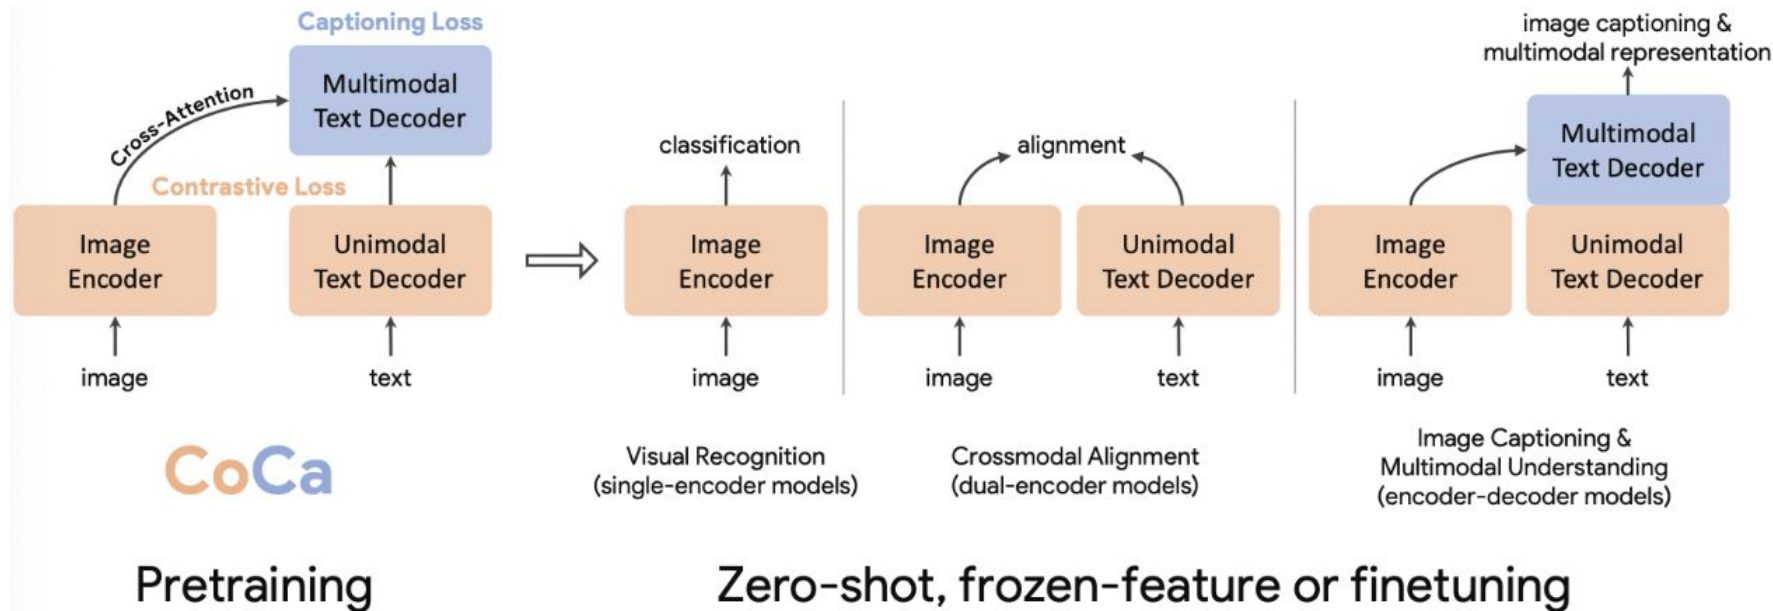 Captioning Loss
Multimodal
Text Decoder
Cross-Attention
Contrastive Loss
Image
Encoder
Unimodal
Text Decoder
image
text
CoCa
Pretraining
classification
Image
Encoder
image
Visual Recognition
(single-encoder models)
alignment
Image
Encoder
Unimodal
Text Decoder
image
text
Crossmodal Alignment
(dual-encoder models)
image captioning &
multimodal representation
Multimodal
Text Decoder
Image
Encoder
Unimodal
Text Decoder
image
text
Image Captioning &
Multimodal Understanding
(encoder-decoder models)
Zero-shot, frozen-feature or finetuning